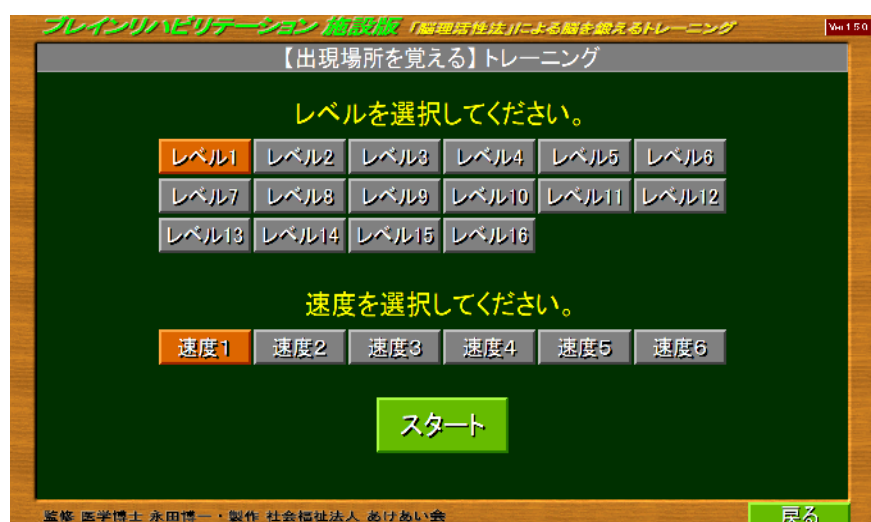 ブレインリハビリテーション 施設版 「脳理活性法」による脳を鍛えるトレーニング
Ver 1.5.0
【出現場所を覚える】トレーニング
レベルを選択してください。
レベル1 レベル2 レベル3 レベル4 レベル5 レベル6
レベル7 レベル8 レベル9 レベル10 レベル11 レベル12
レベル13 レベル14 レベル15 レベル16
速度を選択してください。
速度1 速度2 速度3 速度4 速度5 速度6
スタート
監修 医学博士 永田博一・製作 社会福祉法人 あけあい会
戻る